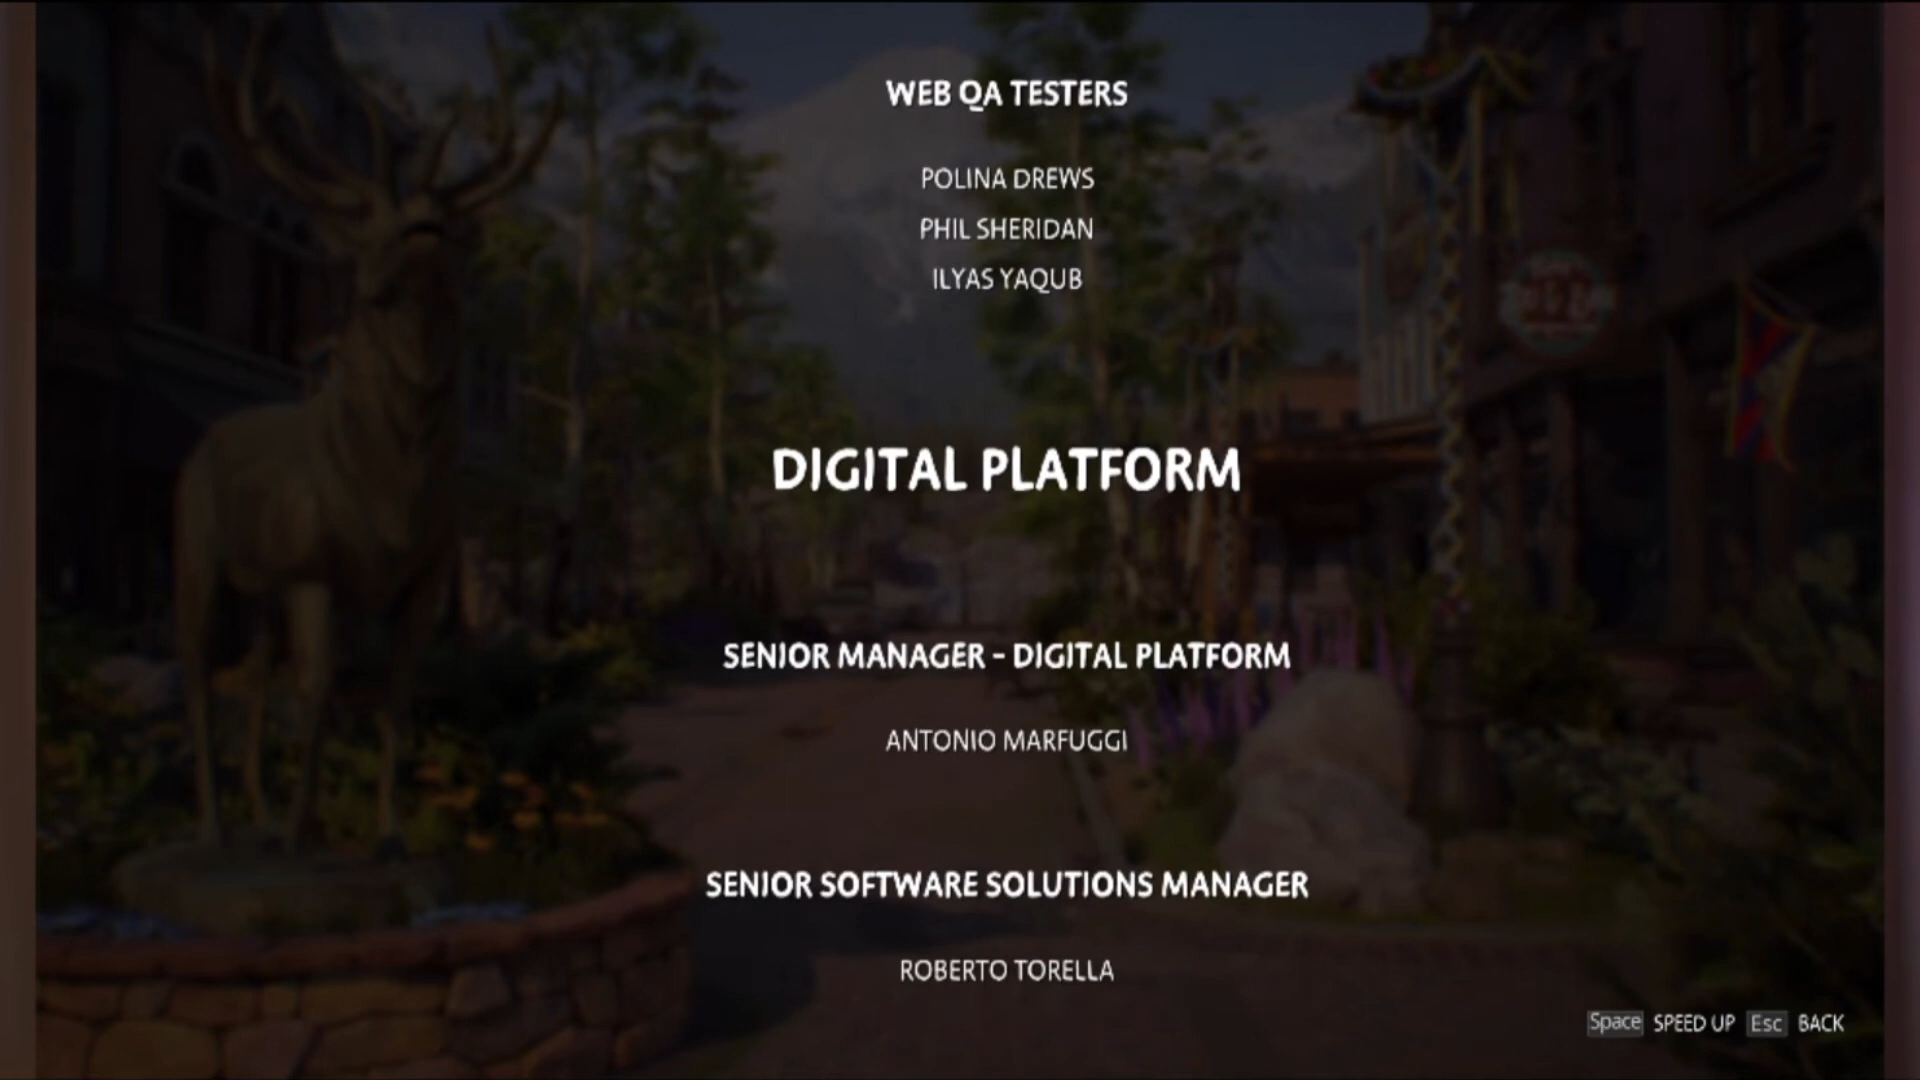 WEB QA TESTERS
POLINA DREWS
PHIL SHERIDAN
ILYAS YAQUB
DIGITAL PLATFORM
SENIOR MANAGER - DIGITAL PLATFORM
ANTONIO MARFUGGI
SENIOR SOFTWARE SOLUTIONS MANAGER
ROBERTO TORELLA
Space SPEED UP Esc BACK